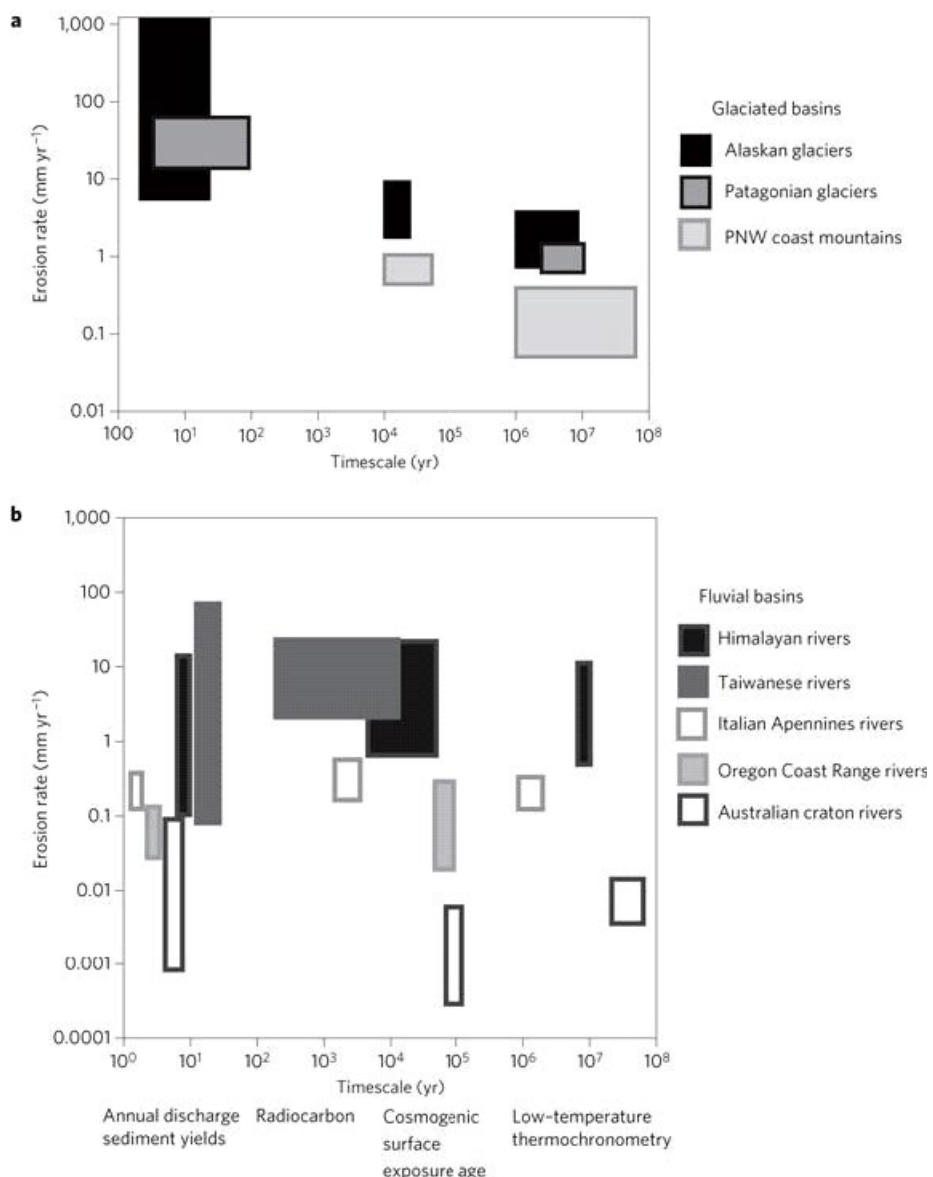 a
1,000
100
10
1
0.1
0.01
Erosion rate (mm yr⁻¹)
100
10¹
10²
10³
10⁴
10⁵
10⁶
10⁷
10⁸
Timescale (yr)
Glaciated basins
Alaskan glaciers
Patagonian glaciers
PNW coast mountains
b
1,000
100
10
1
0.1
0.01
0.001
0.0001
Erosion rate (mm yr⁻¹)
10⁰
10¹
10²
10³
10⁴
10⁵
10⁶
10⁷
10⁸
Timescale (yr)
Annual discharge
sediment yields
Radiocarbon
Cosmogenic
surface
exposure age
Low-temperature
thermochronometry
Fluvial basins
Himalayan rivers
Taiwanese rivers
Italian Apennines rivers
Oregon Coast Range rivers
Australian craton rivers